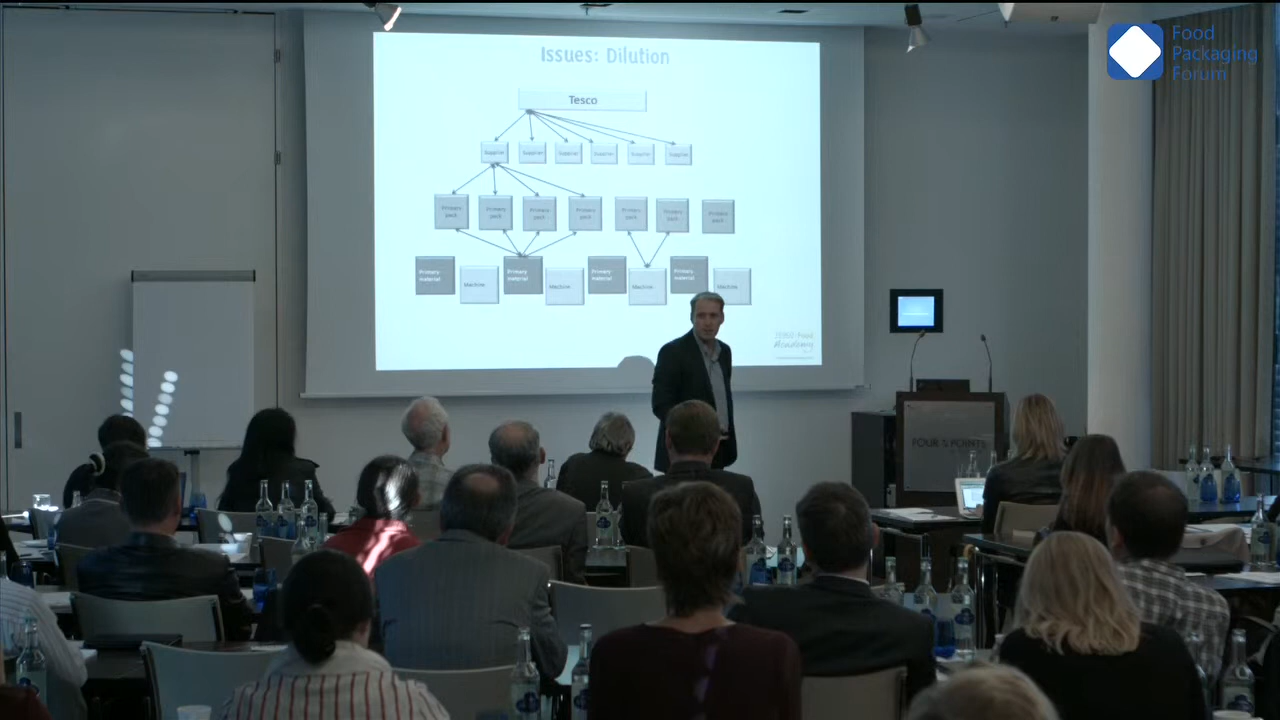 Issues: Dilution
Food
Packaging
Forum
Tesco
Supplier
Supplier
Supplier
Supplier
Supplier
Supplier
Primary
pack
Primary
pack
Primary
pack
Primary
pack
Primary
pack
Primary
pack
Primary
pack
Primary
material
Machine
Primary
material
Machine
Primary
material
Machine
Primary
material
Machine
Academy
FOUR POINTS